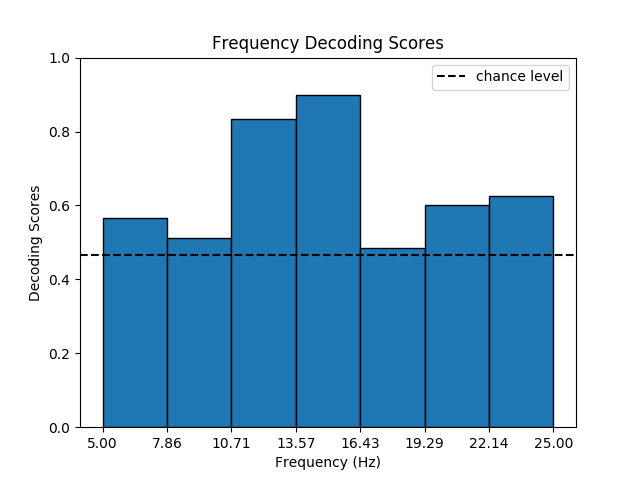 Frequency Decoding Scores
1.0
chance level
0.8
0.6
Decoding Scores
0.4
0.2
0.0
5.00 7.86 10.71 13.57 16.43 19.29 22.14 25.00
Frequency (Hz)